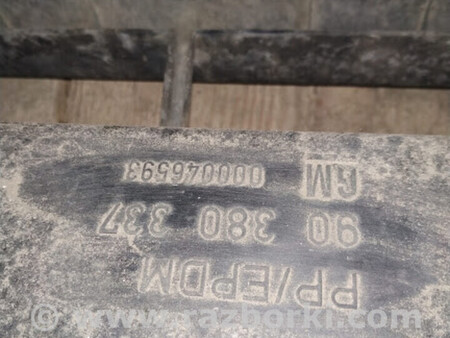 PP/EPDM
90 380 337
GM 0000046593
© www.razborki.com